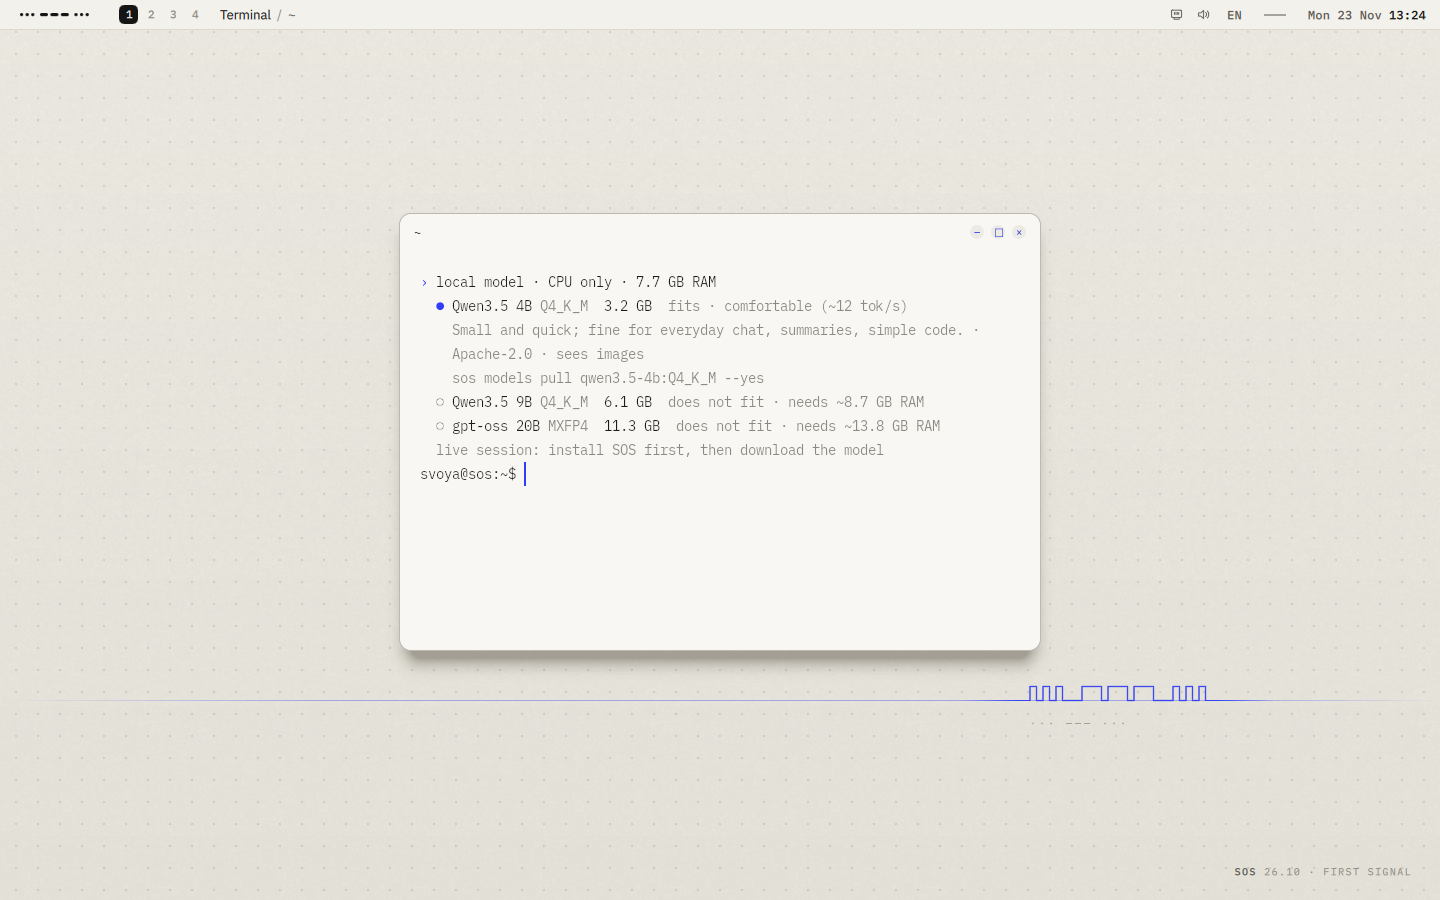 1 2 3 4 Terminal / ~ EN Mon 23 Nov 13:24
~
› local model · CPU only · 7.7 GB RAM
● Qwen3.5 4B Q4_K_M 3.2 GB fits · comfortable (~12 tok/s)
Small and quick; fine for everyday chat, summaries, simple code. ·
Apache-2.0 · sees images
sos models pull qwen3.5-4b:Q4_K_M --yes
○ Qwen3.5 9B Q4_K_M 6.1 GB does not fit · needs ~8.7 GB RAM
○ gpt-oss 20B MXFP4 11.3 GB does not fit · needs ~13.8 GB RAM
live session: install SOS first, then download the model
svoya@sos:~$
··· −−− ···
SOS 26.10 · FIRST SIGNAL